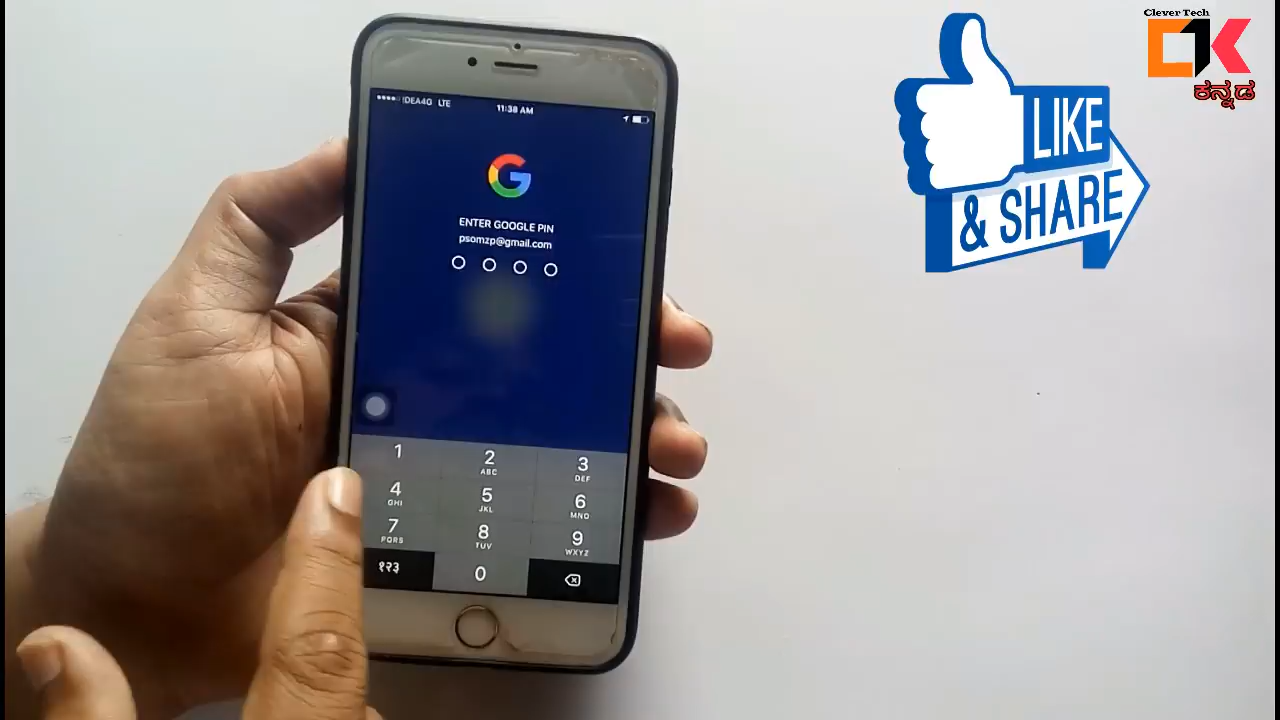 Clever Tech
CTK
ಕನ್ನಡ
LIKE
& SHARE
IDEA4G LTE
11:38 AM
G
ENTER GOOGLE PIN
psomzp@gmail.com
1
2 ABC
3 DEF
4 GHI
5 JKL
6 MNO
7 PQRS
8 TUV
9 WXYZ
१२३
0